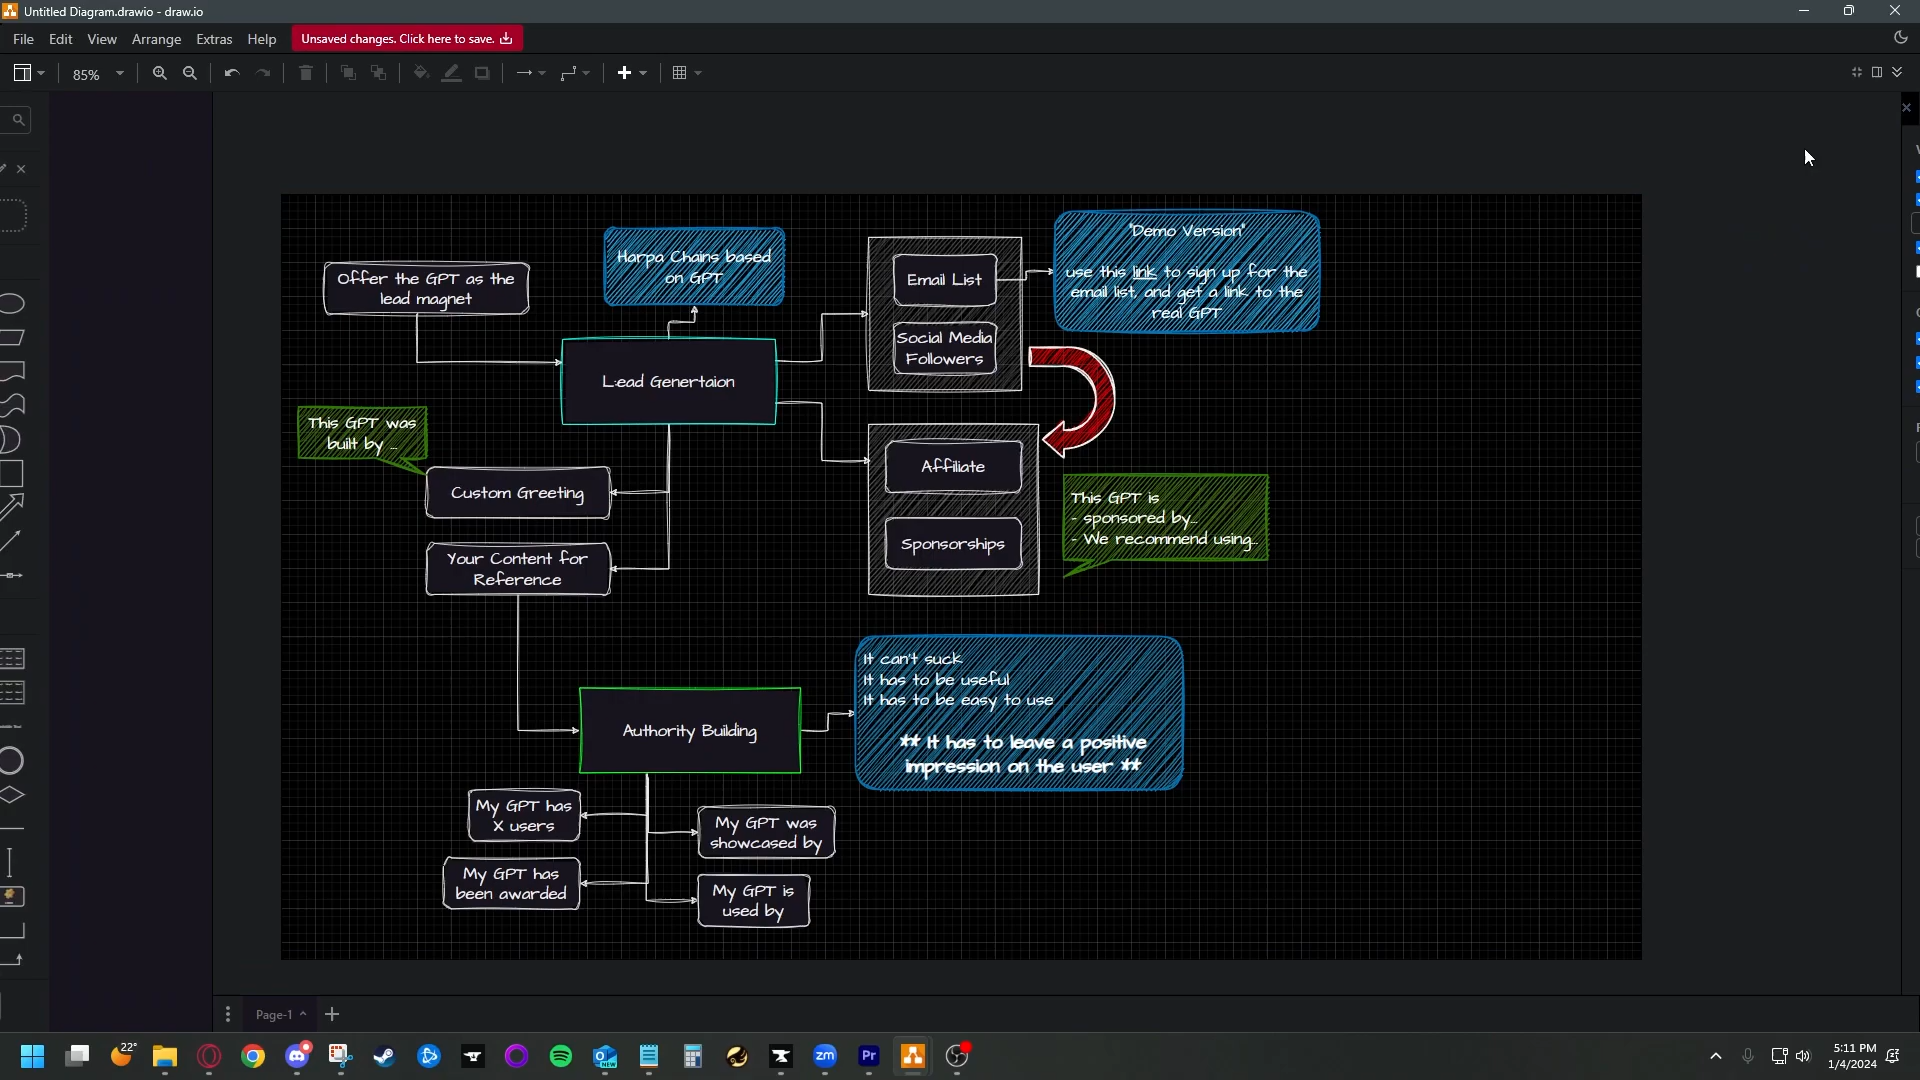 Untitled Diagram.drawio - draw.io
File Edit View Arrange Extras Help Unsaved changes. Click here to save.
85%
Harpa Chains based
on GPT
Offer the GPT as the
lead magnet
Email List
Social Media
Followers
"Demo Version"
use this link to sign up for the
email list, and get a link to the
real GPT
L:ead Genertaion
This GPT was
built by ...
Custom Greeting
Your Content for
Reference
Affiliate
Sponsorships
This GPT is
- sponsored by...
- We recommend using...
It can't suck
It has to be useful
It has to be easy to use
** It has to leave a positive
impression on the user **
Authority Building
My GPT has
X users
My GPT was
showcased by
My GPT has
been awarded
My GPT is
used by
Page-1
22°
NEW
zm
Pr
5:11 PM
1/4/2024